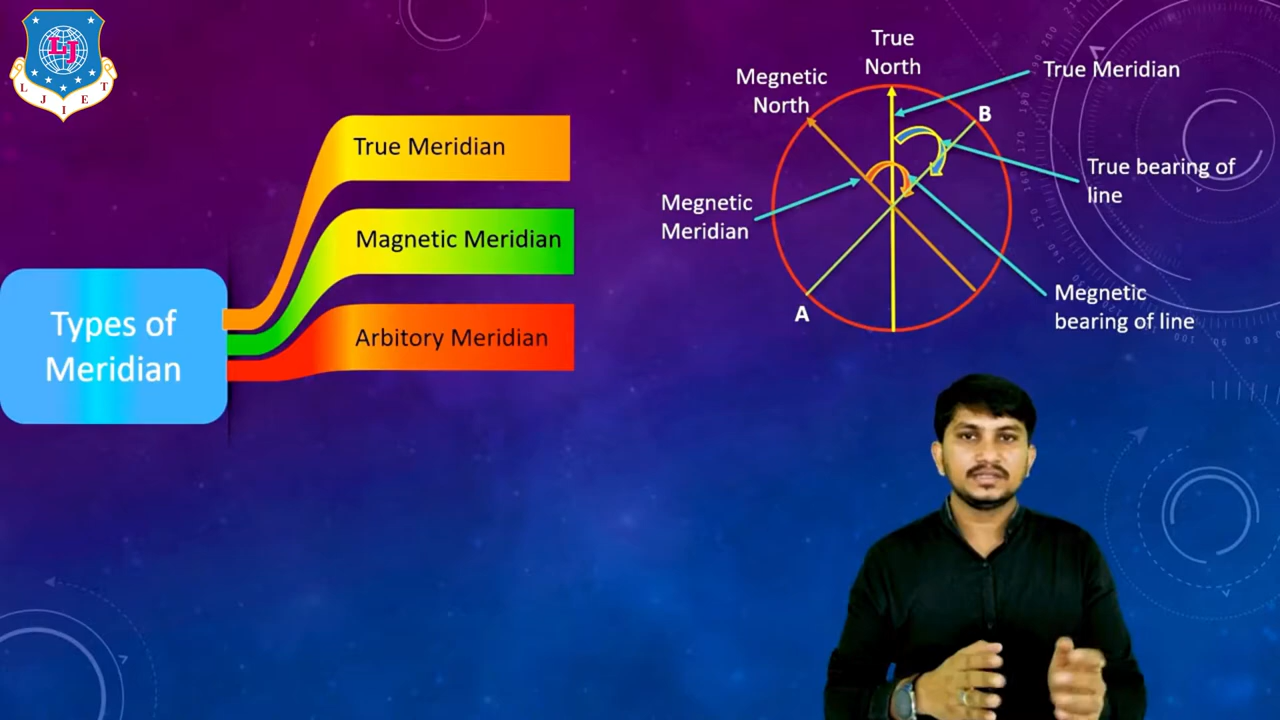 LJ
L J I E T
Types of
Meridian
True Meridian
Magnetic Meridian
Arbitory Meridian
True
North
Megnetic
North
True Meridian
B
True bearing of
line
Megnetic
Meridian
Megnetic
bearing of line
A